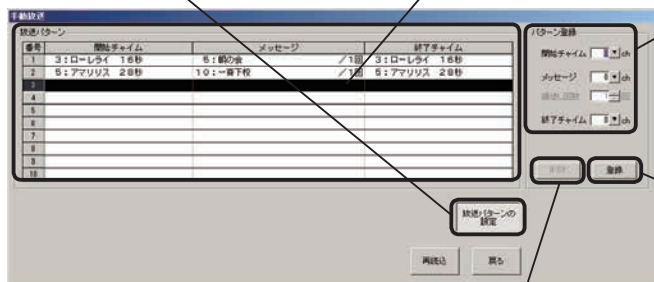 手動放送
放送パターン
番号 開始チャイム メッセージ 終了チャイム
1 3:ローレライ 16秒 6:朝の会 /1回 3:ローレライ 16秒
2 5:アマリリス 28秒 10:一斉下校 /1回 5:アマリリス 28秒
3
4
5
6
7
8
9
10
パターン登録
開始チャイム ch
メッセージ ch
終了チャイム ch
登録
放送パターンの
設定
再読込 戻る